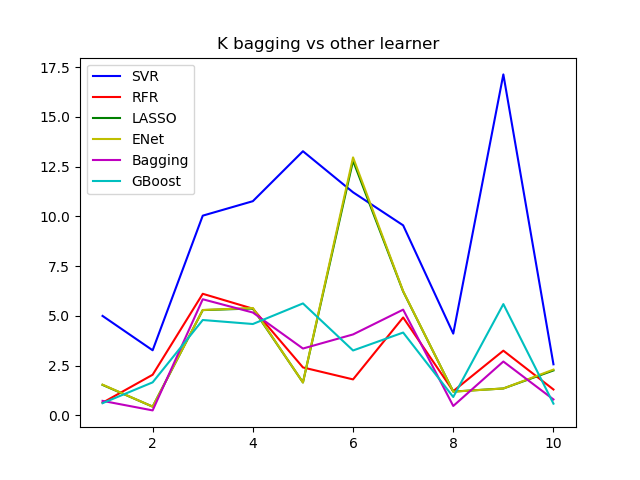 K bagging vs other learner
17.5
15.0
12.5
10.0
7.5
5.0
2.5
0.0
SVR
RFR
LASSO
ENet
Bagging
GBoost
2 4 6 8 10